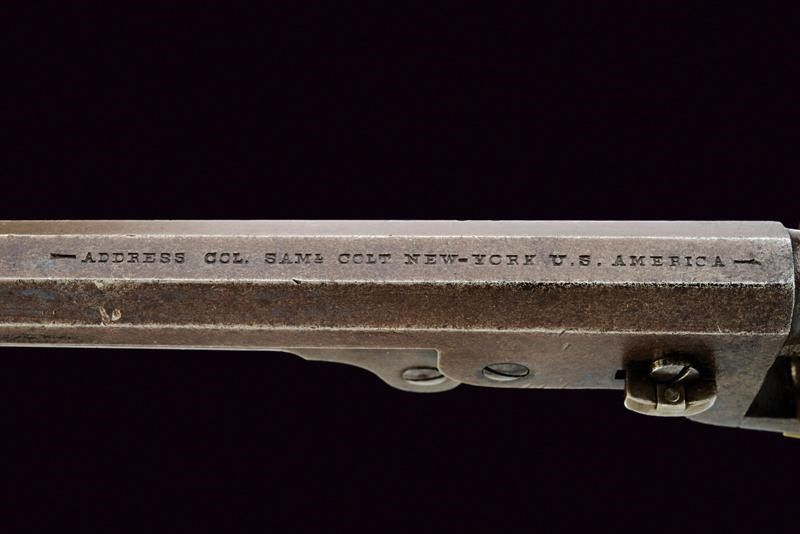 —ADDRESS COL. SAML COLT NEW-YORK U.S. AMERICA—